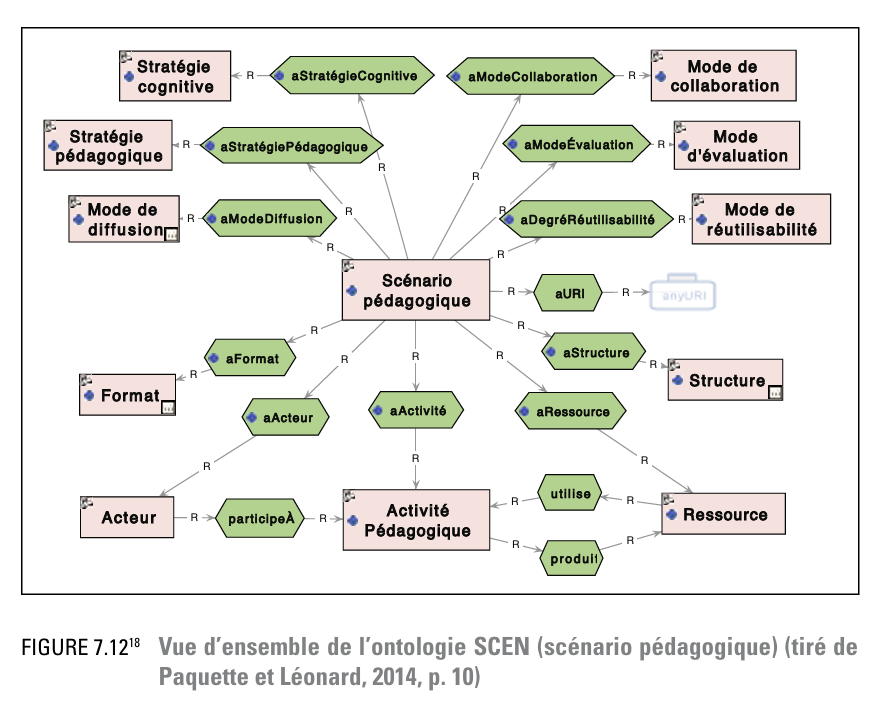 Stratégie
cognitive
R
aStratégieCognitive
aModeCollaboration
R
Mode de
collaboration
Stratégie
pédagogique
R
aStratégiePédagogique
R
R
aModeÉvaluation
R
Mode
d'évaluation
Mode de
diffusion
R
aModeDiffusion
R
R
aDegréRéutilisabilité
R
Mode de
réutilisabilité
R
R
Scénario
pédagogique
R
aURI
R
anyURI
R
R
R
R
R
aFormat
R
aStructure
R
Structure
Format
aActeur
aActivité
aRessource
R
R
R
Acteur
R
participeÀ
R
Activité
Pédagogique
R
utilise
R
Ressource
R
produit
R
FIGURE 7.12¹⁸ Vue d'ensemble de l'ontologie SCEN (scénario pédagogique) (tiré de
Paquette et Léonard, 2014, p. 10)